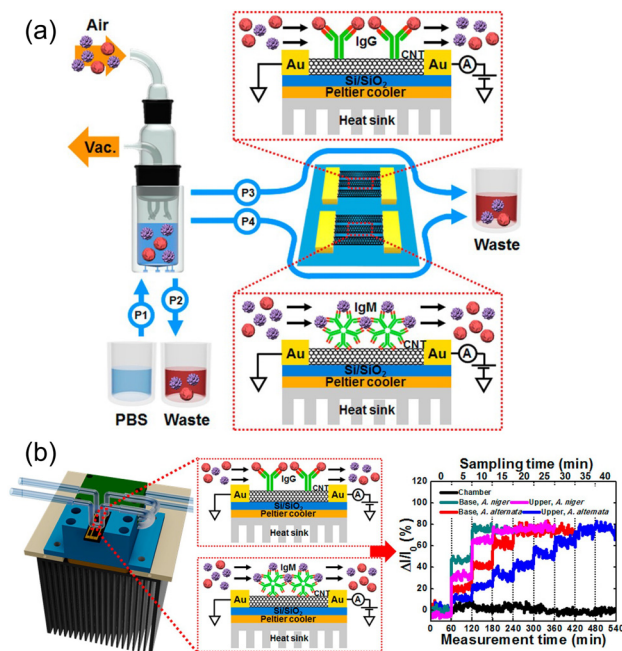 (a)
Air
Vac.
P1
P2
PBS
Waste
P3
P4
Waste
IgG
CNT
Au
Au
A
Si/SiO2
Peltier cooler
Heat sink
IgM
CNT
Au
Au
A
Si/SiO2
Peltier cooler
Heat sink
(b)
IgG
CNT
Au
Au
A
Si/SiO2
Peltier cooler
Heat sink
IgM
CNT
Au
Au
A
Si/SiO2
Peltier cooler
Heat sink
Sampling time (min)
0 5 10 15 20 25 30 35 40
Chamber
Base, A. niger
Upper, A. niger
Base, A. alternata
Upper, A. alternata
ΔI/I0 (%)
120
100
80
60
40
20
0
0 60 120 180 240 300 360 420 480 540
Measurement time (min)